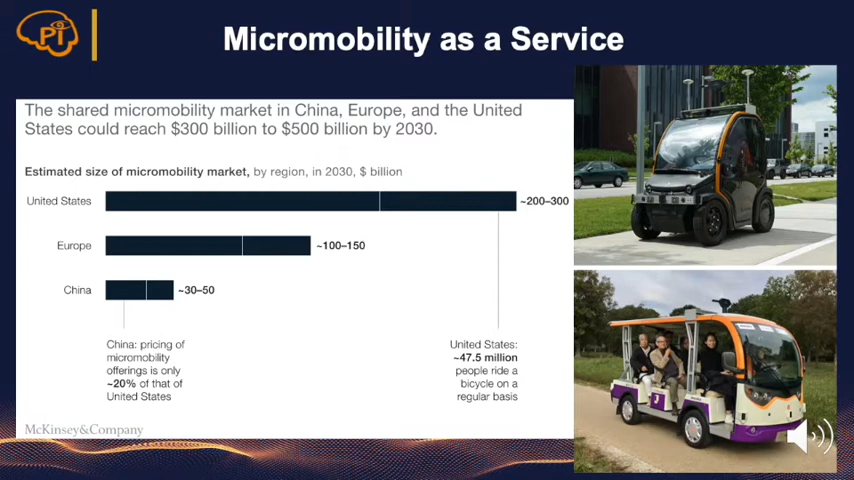 PI
Micromobility as a Service
The shared micromobility market in China, Europe, and the United
States could reach $300 billion to $500 billion by 2030.
Estimated size of micromobility market, by region, in 2030, $ billion
United States
~200–300
Europe
~100–150
China
~30–50
China: pricing of
micromobility
offerings is only
~20% of that of
United States
United States:
~47.5 million
people ride a
bicycle on a
regular basis
McKinsey&Company